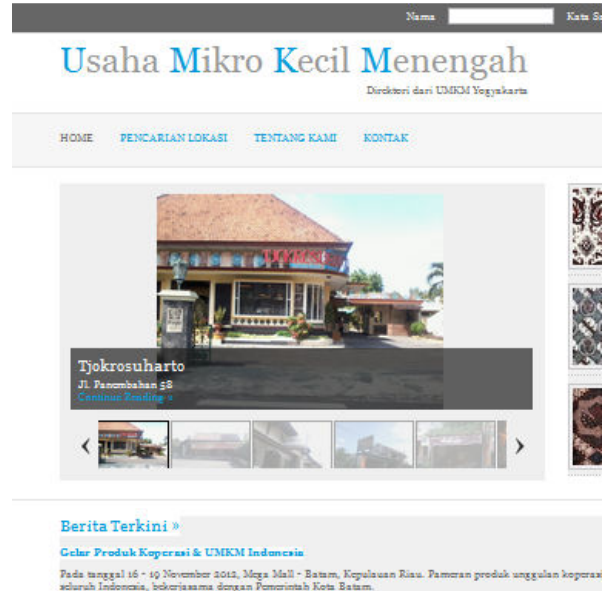 Nama Kata Sa
Usaha Mikro Kecil Menengah
Direktori dari UMKM Yogyakarta
HOME PENCARIAN LOKASI TENTANG KAMI KONTAK
Tjokrosuharto
Jl. Panembahan 58
Continue Reading »
Berita Terkini »
Gelar Produk Koperasi & UMKM Indonesia
Pada tanggal 16 - 19 November 2012, Mega Mall - Batam, Kepulauan Riau. Pameran produk unggulan koperasi
seluruh Indonesia, bekerjasama dengan Pemerintah Kota Batam.